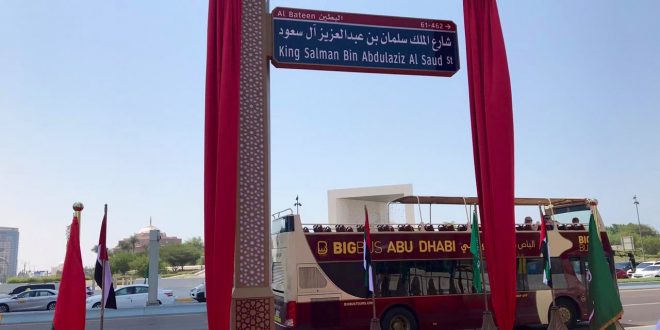 Al Bateen البطين
61-462 →
شارع الملك سلمان بن عبدالعزيز آل سعود
King Salman Bin Abdulaziz Al Saud St
BIGBUS ABU DHABI
BIG
BUS